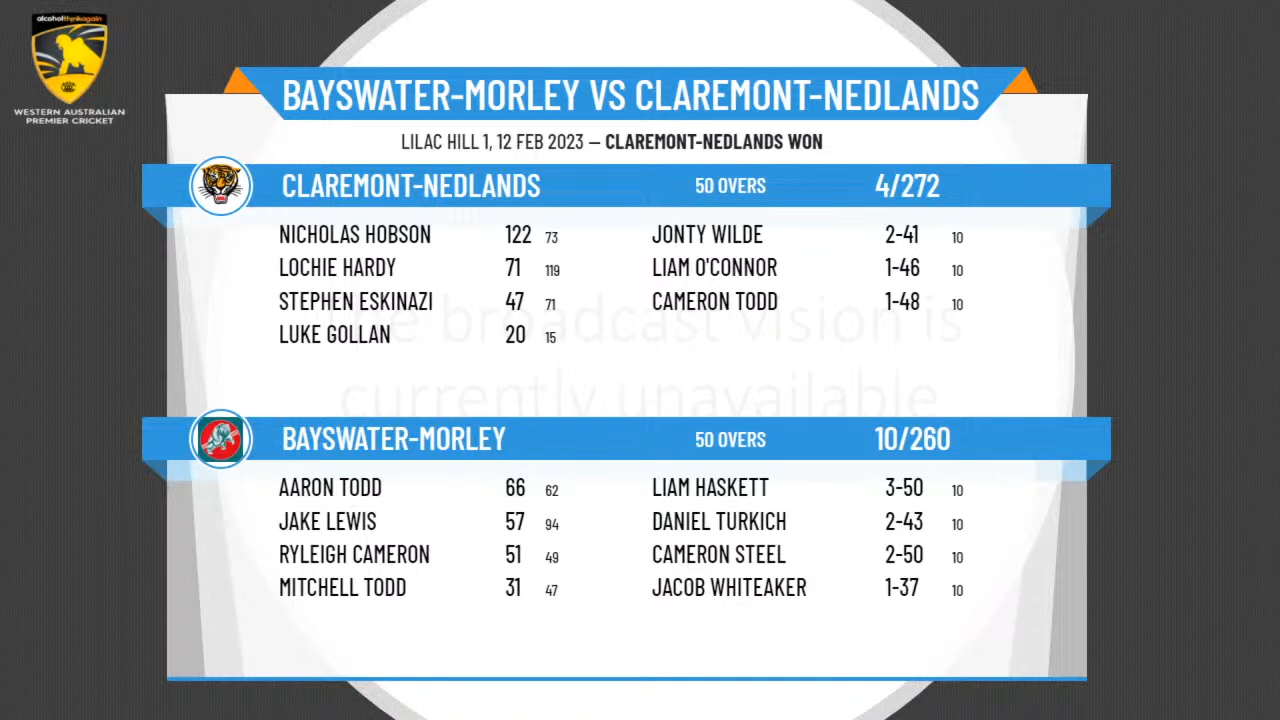 alcoholthinkagain
WESTERN AUSTRALIAN
PREMIER CRICKET
BAYSWATER-MORLEY VS CLAREMONT-NEDLANDS
LILAC HILL 1, 12 FEB 2023 – CLAREMONT-NEDLANDS WON
CLAREMONT-NEDLANDS 50 OVERS 4/272
NICHOLAS HOBSON 122 73 JONTY WILDE 2-41 10
LOCHIE HARDY 71 119 LIAM O'CONNOR 1-46 10
STEPHEN ESKINAZI 47 71 CAMERON TODD 1-48 10
LUKE GOLLAN 20 15
the broadcast vision is
currently unavailable
BAYSWATER-MORLEY 50 OVERS 10/260
AARON TODD 66 62 LIAM HASKETT 3-50 10
JAKE LEWIS 57 94 DANIEL TURKICH 2-43 10
RYLEIGH CAMERON 51 49 CAMERON STEEL 2-50 10
MITCHELL TODD 31 47 JACOB WHITEAKER 1-37 10